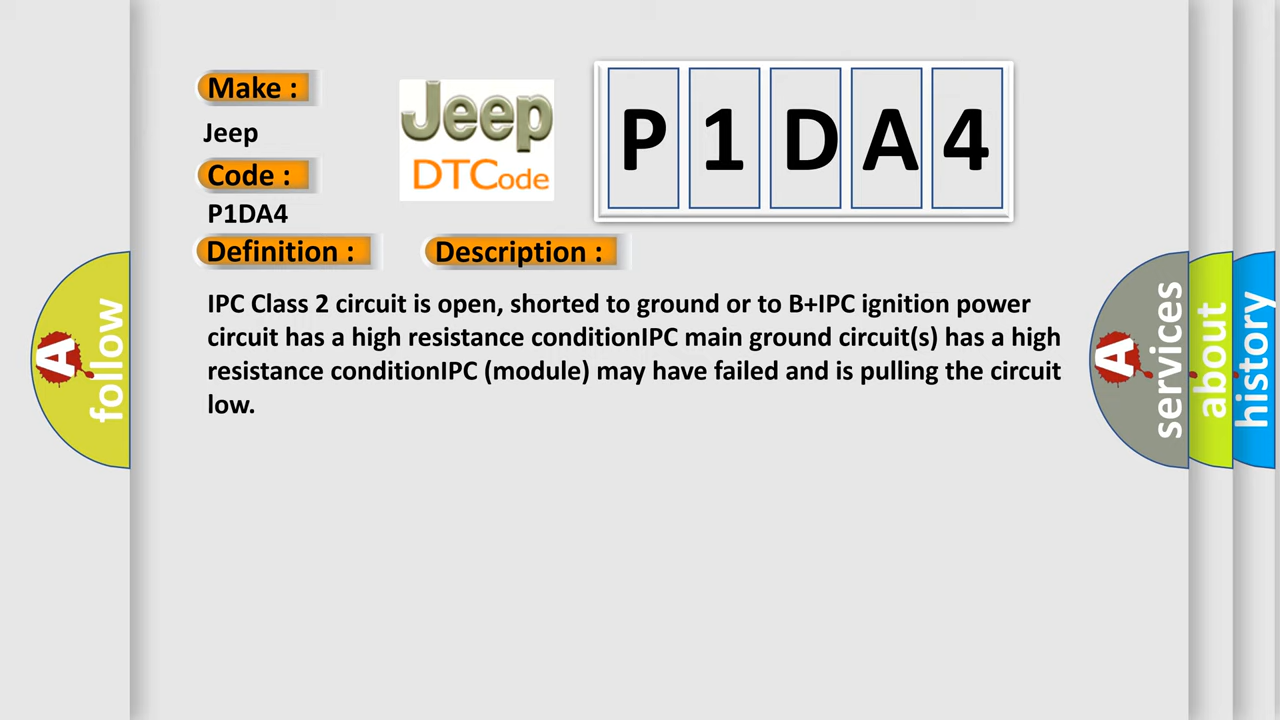 Make :
Jeep
Code :
P1DA4
Jeep
DTCode
P1DA4
Definition :
Description :
IPC Class 2 circuit is open, shorted to ground or to B+IPC ignition power
circuit has a high resistance conditionIPC main ground circuit(s) has a high
resistance conditionIPC (module) may have failed and is pulling the circuit
low.
A follow
A services
about
history